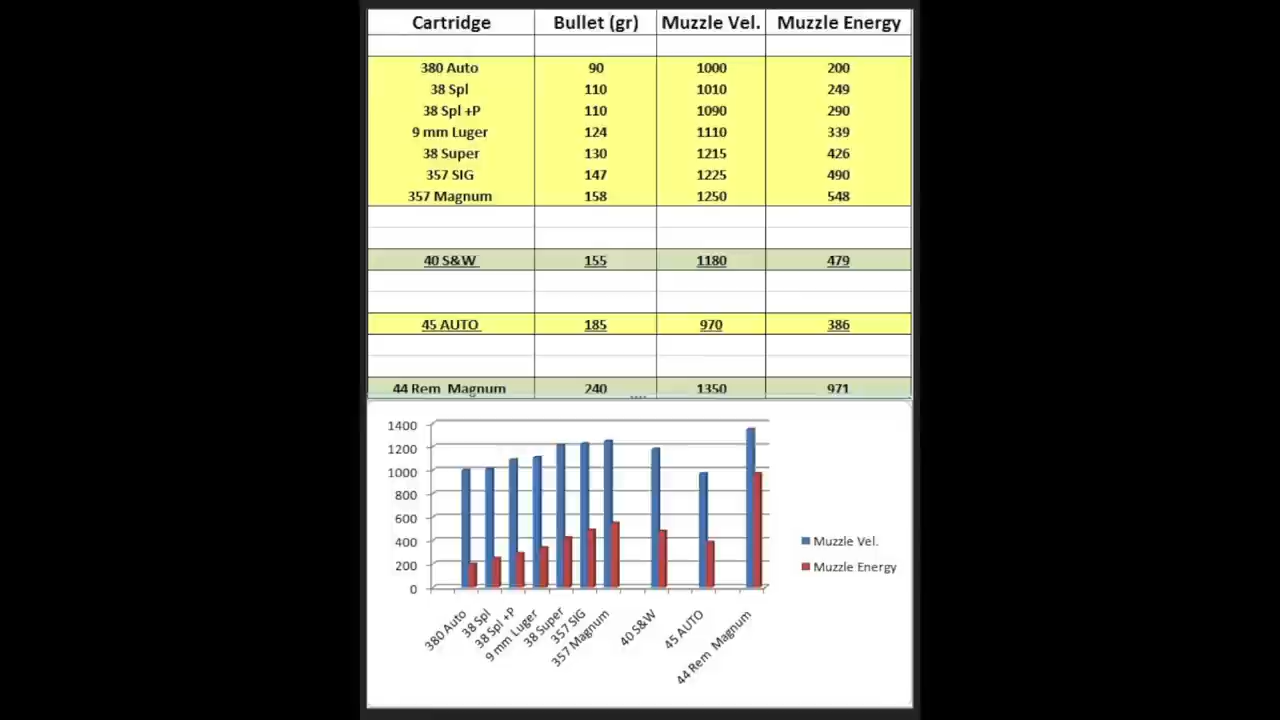 Cartridge Bullet (gr) Muzzle Vel. Muzzle Energy
380 Auto 90 1000 200
38 Spl 110 1010 249
38 Spl +P 110 1090 290
9 mm Luger 124 1110 339
38 Super 130 1215 426
357 SIG 147 1225 490
357 Magnum 158 1250 548
40 S&W 155 1180 479
45 AUTO 185 970 386
44 Rem Magnum 240 1350 971
1400
1200
1000
800
600
400
200
0
Muzzle Vel.
Muzzle Energy
380 Auto
38 Spl
38 Spl +P
9 mm Luger
38 Super
357 SIG
357 Magnum
40 S&W
45 AUTO
44 Rem Magnum